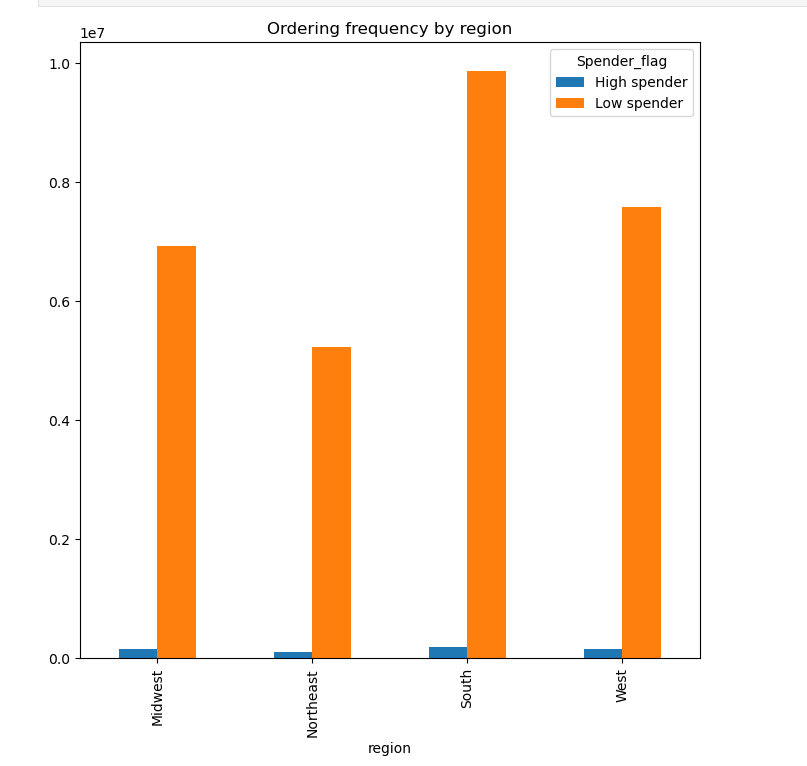 Ordering frequency by region
1e7
1.0
0.8
0.6
0.4
0.2
0.0
Spender_flag
High spender
Low spender
Midwest
Northeast
South
West
region